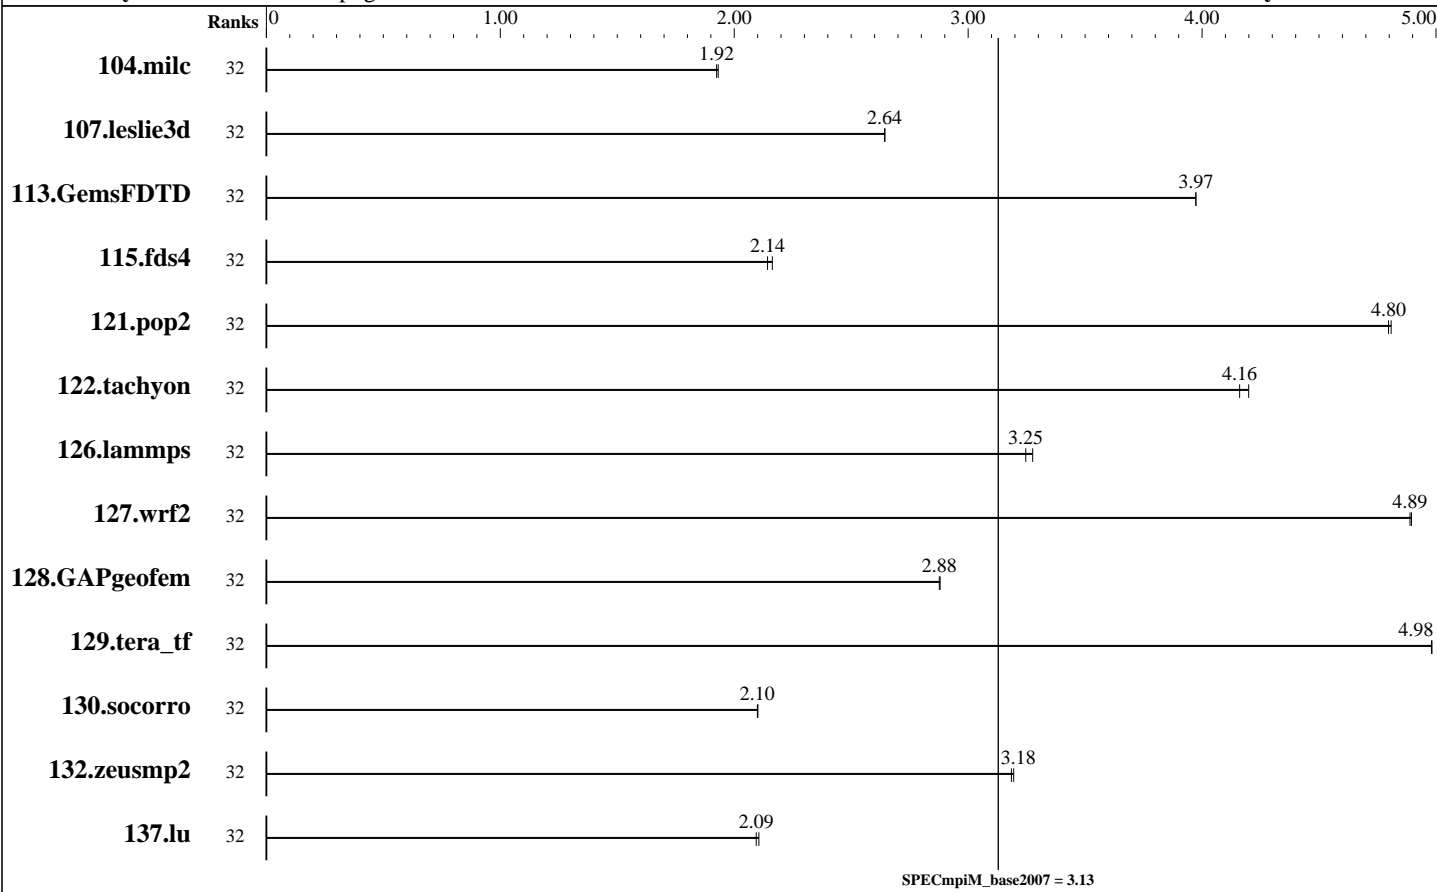 Ranks 0 1.00 2.00 3.00 4.00 5.00
104.milc 32 1.92
107.leslie3d 32 2.64
113.GemsFDTD 32 3.97
115.fds4 32 2.14
121.pop2 32 4.80
122.tachyon 32 4.16
126.lammps 32 3.25
127.wrf2 32 4.89
128.GAPgeofem 32 2.88
129.tera_tf 32 4.98
130.socorro 32 2.10
132.zeusmp2 32 3.18
137.lu 32 2.09
SPECmpiM_base2007 = 3.13